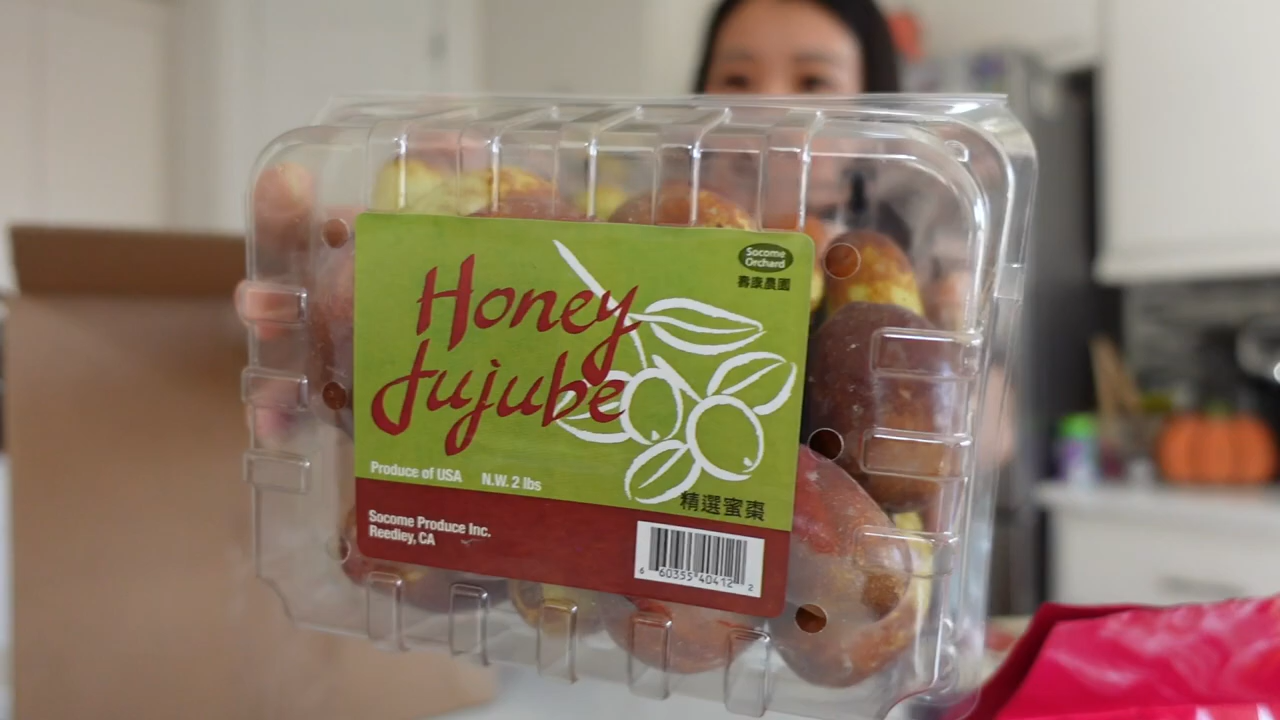 Socome
Orchard
壽康農園
Honey
Jujube
Produce of USA N.W. 2 lbs
精選蜜棗
Socome Produce Inc.
Reedley, CA
6 60355 40412 2